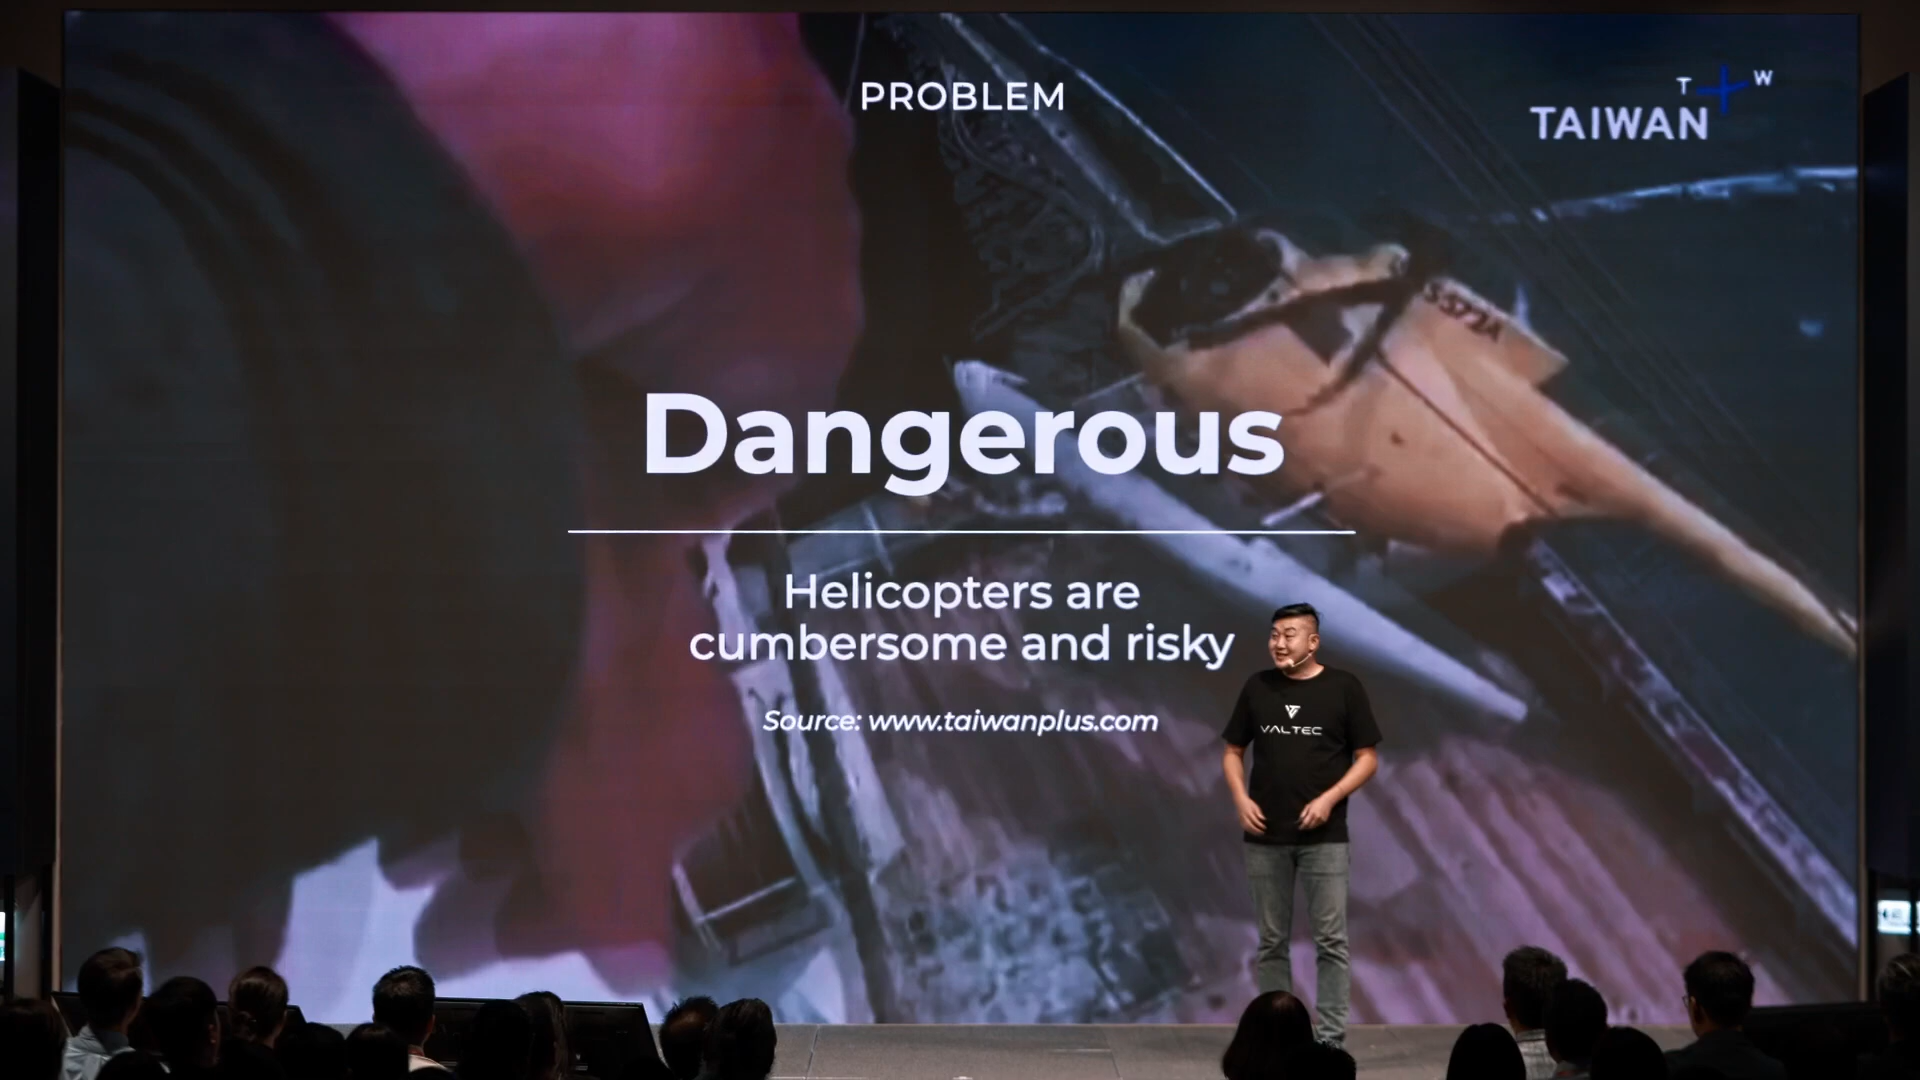 PROBLEM
T W
TAIWAN
Dangerous
Helicopters are
cumbersome and risky
Source: www.taiwanplus.com
VALTEC